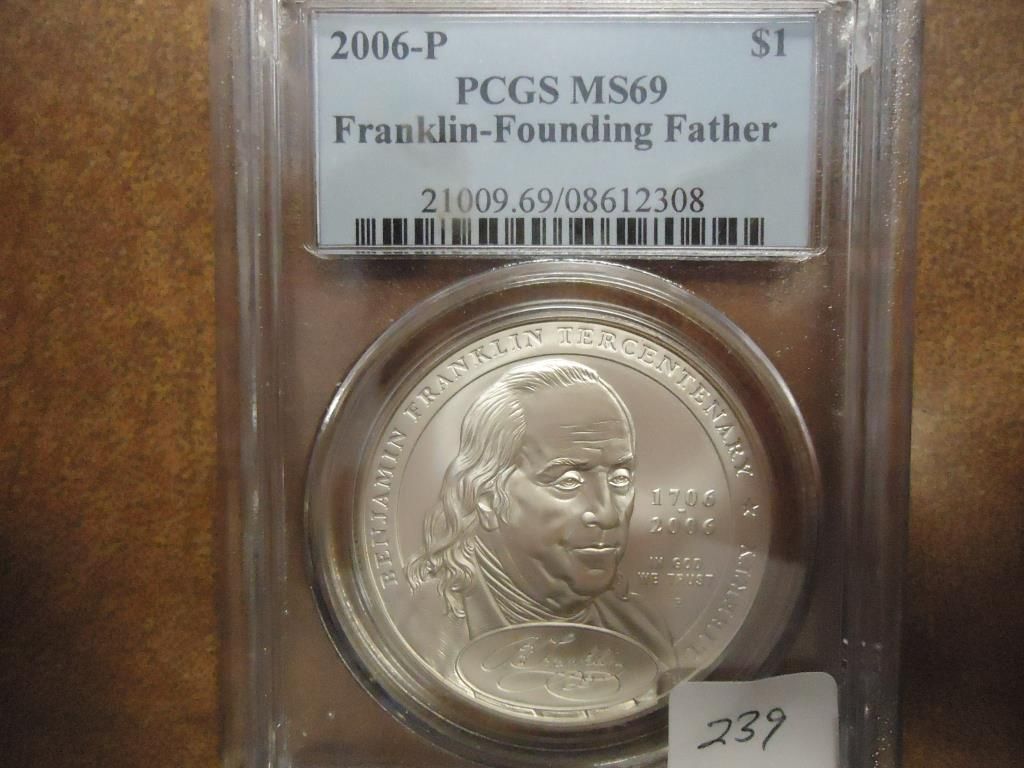 2006-P $1
PCGS MS69
Franklin-Founding Father
21009.69/08612308
BENJAMIN FRANKLIN TERCENTENARY
LIBERTY
1706
2006
IN GOD
WE TRUST
P
B Franklin
239